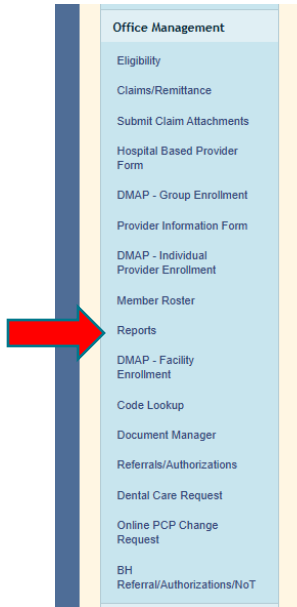 Office Management
Eligibility
Claims/Remittance
Submit Claim Attachments
Hospital Based Provider
Form
DMAP - Group Enrollment
Provider Information Form
DMAP - Individual
Provider Enrollment
Member Roster
Reports
DMAP - Facility
Enrollment
Code Lookup
Document Manager
Referrals/Authorizations
Dental Care Request
Online PCP Change
Request
BH
Referral/Authorizations/NoT